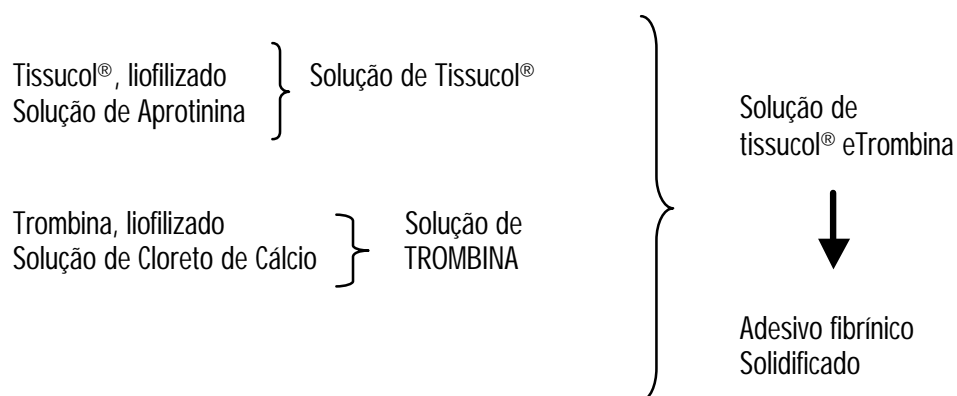 Tissucol®, liofilizado
Solução de Aprotinina
Solução de Tissucol®
Trombina, liofilizado
Solução de Cloreto de Cálcio
Solução de
TROMBINA
Solução de
tissucol® eTrombina
Adesivo fibrínico
Solidificado